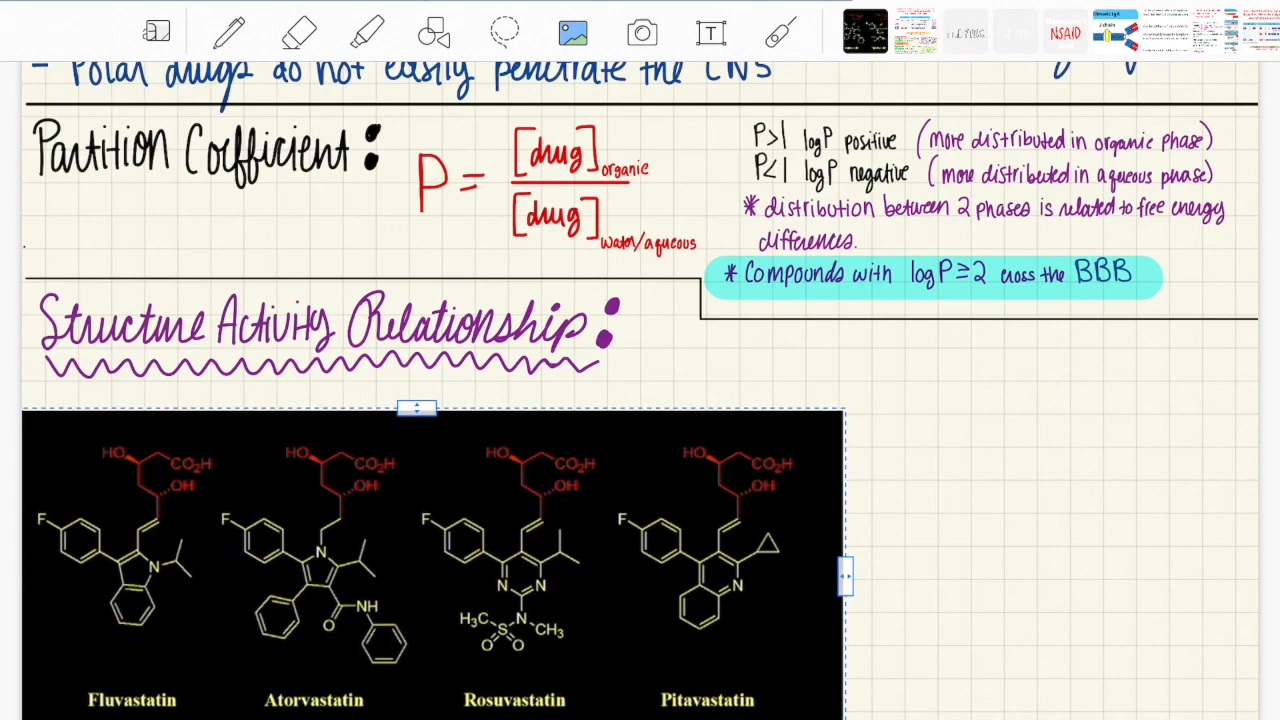 NSAID
- Polar drugs do not easily penetrate the CNS
Partition Coefficient:
P = [drug]organic
[drug]water/aqueous
P>1 logP positive (more distributed in organic phase)
P<1 logP negative (more distributed in aqueous phase)
* distribution between 2 phases is related to free energy
differences.
* Compounds with logP≥2 cross the BBB
Structure Activity Relationship:
HO CO₂H OH F N
HO CO₂H OH F N O NH
HO CO₂H OH F N N H₃C S N CH₃ O O
HO CO₂H OH F N
Fluvastatin Atorvastatin Rosuvastatin Pitavastatin